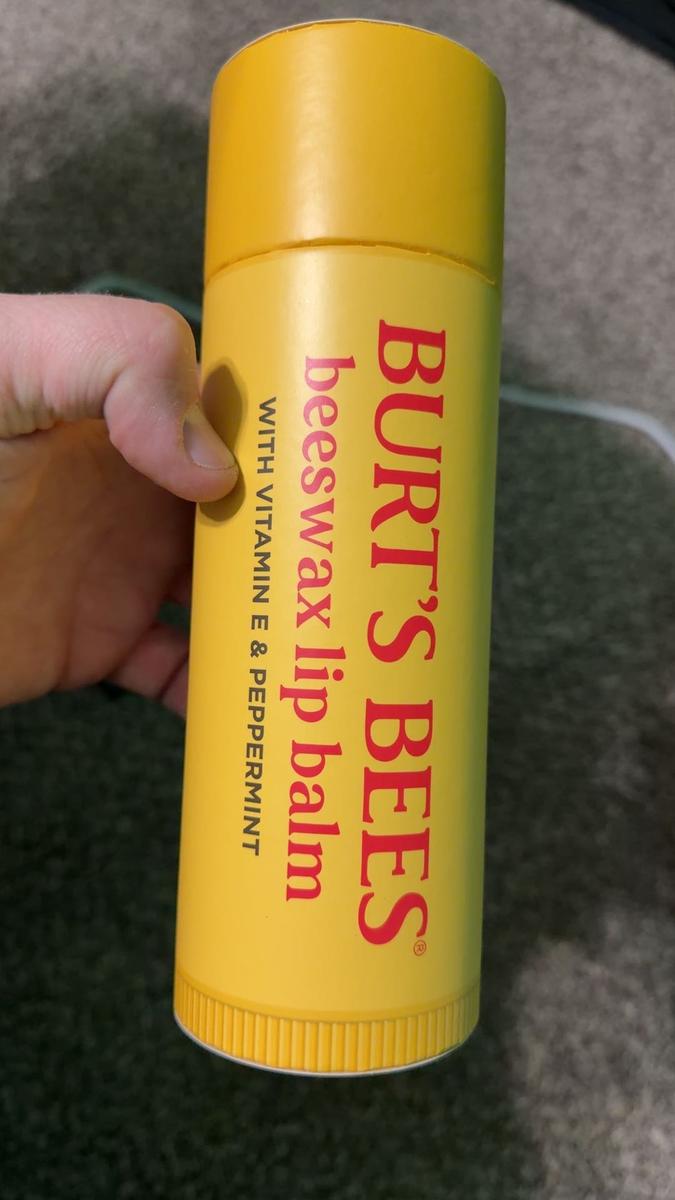 BURT'S BEES®
beeswax lip balm
WITH VITAMIN E & PEPPERMINT